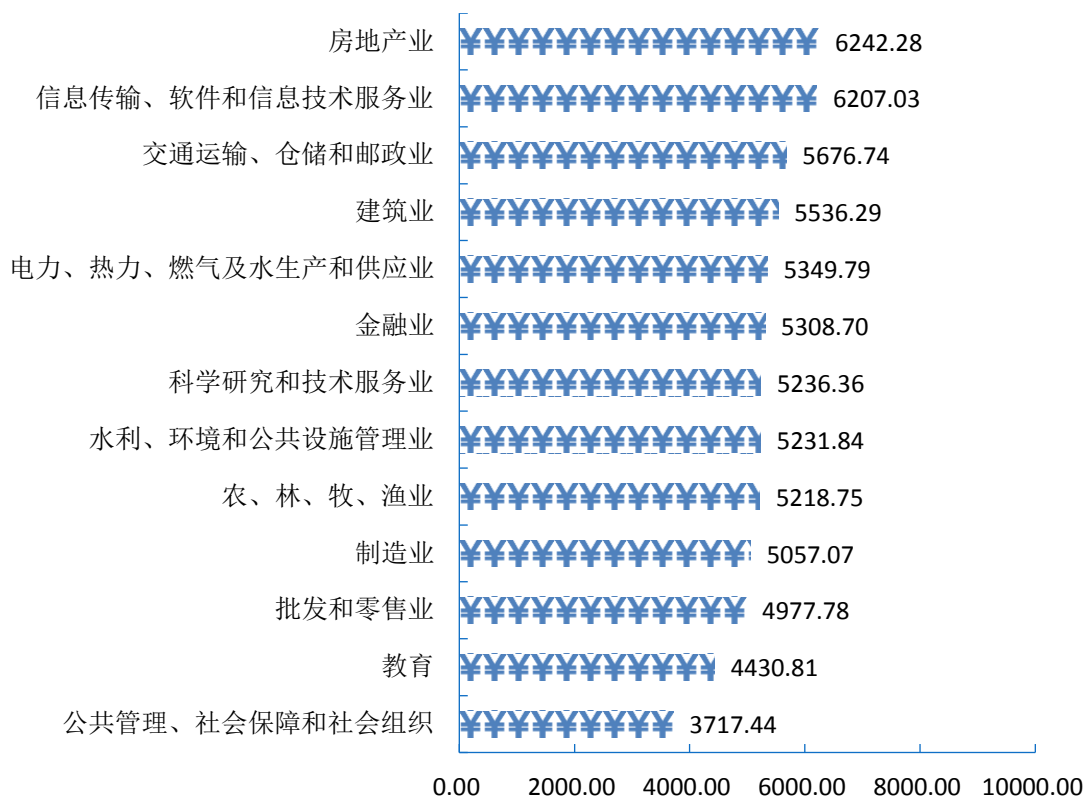 房地产业 6242.28
信息传输、软件和信息技术服务业 6207.03
交通运输、仓储和邮政业 5676.74
建筑业 5536.29
电力、热力、燃气及水生产和供应业 5349.79
金融业 5308.70
科学研究和技术服务业 5236.36
水利、环境和公共设施管理业 5231.84
农、林、牧、渔业 5218.75
制造业 5057.07
批发和零售业 4977.78
教育 4430.81
公共管理、社会保障和社会组织 3717.44
0.00 2000.00 4000.00 6000.00 8000.00 10000.00